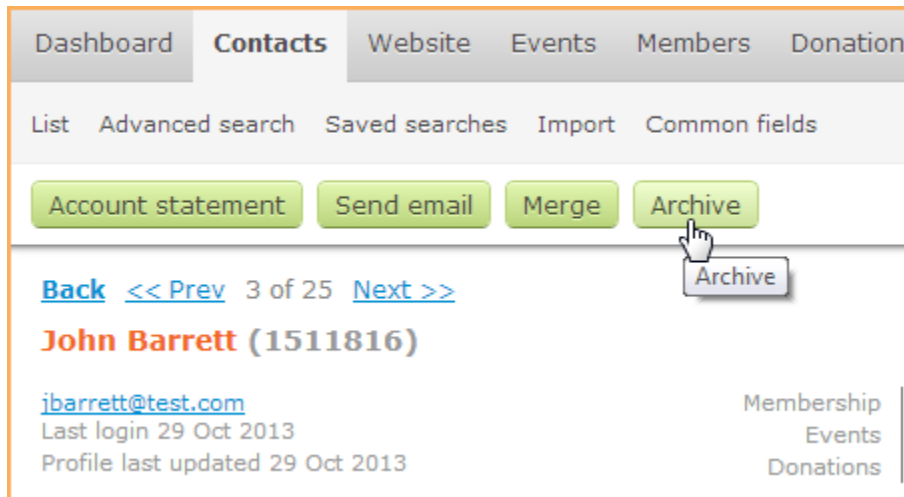 Dashboard Contacts Website Events Members Donation
List Advanced search Saved searches Import Common fields
Account statement Send email Merge Archive
Archive
Back << Prev 3 of 25 Next >>
John Barrett (1511816)
jbarrett@test.com
Last login 29 Oct 2013
Profile last updated 29 Oct 2013
Membership
Events
Donations